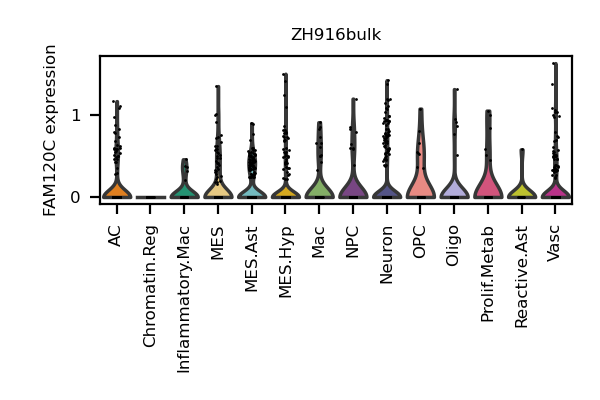 ZH916bulk
FAM120C expression
1
0
AC
Chromatin.Reg
Inflammatory.Mac
MES
MES.Ast
MES.Hyp
Mac
NPC
Neuron
OPC
Oligo
Prolif.Metab
Reactive.Ast
Vasc